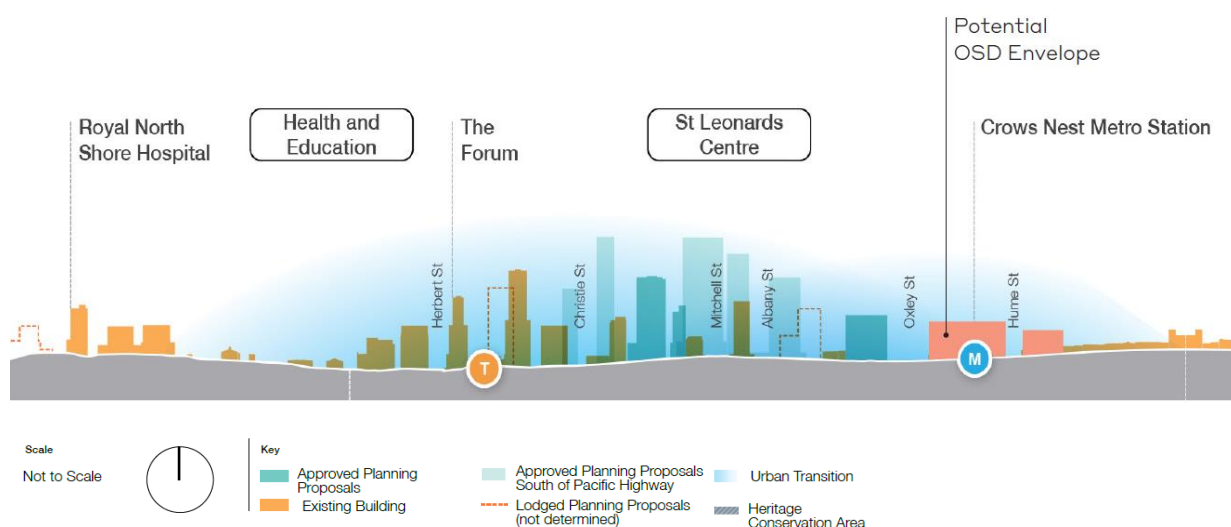 Potential
OSD Envelope
Royal North
Shore Hospital
Health and
Education
The
Forum
St Leonards
Centre
Crows Nest Metro Station
Herbert St
Christie St
Mitchell St
Albany St
Oxley St
Hume St
T
M
Scale
Not to Scale
Key
Approved Planning
Proposals
Existing Building
Approved Planning Proposals
South of Pacific Highway
Lodged Planning Proposals
(not determined)
Urban Transition
Heritage
Conservation Area